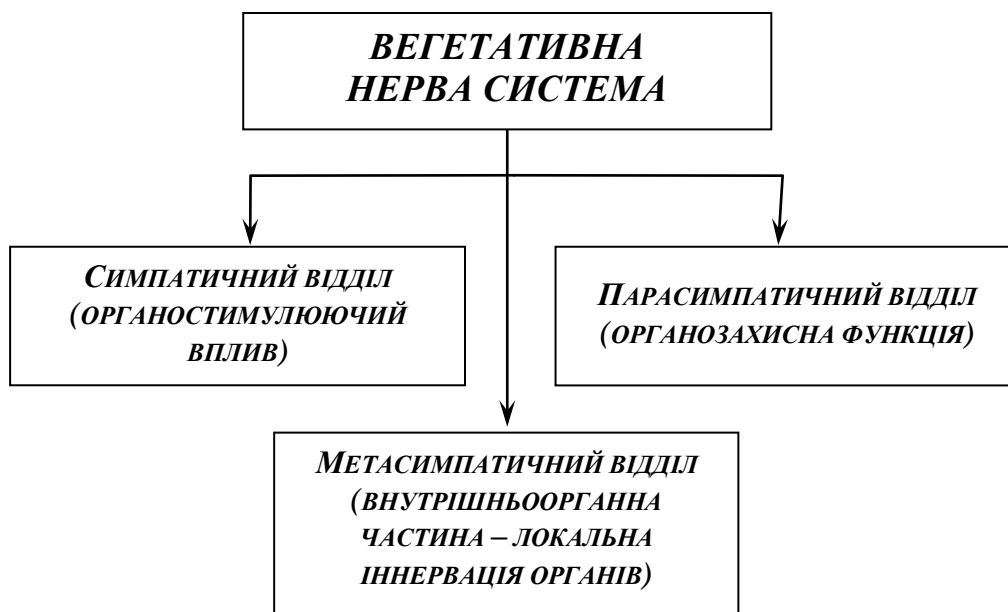 ВЕГЕТАТИВНА
НЕРВА СИСТЕМА
СИМПАТИЧНИЙ ВІДДІЛ
(ОРГАНОСТИМУЛЮЮЧИЙ
ВПЛИВ)
ПАРАСИМПАТИЧНИЙ ВІДДІЛ
(ОРГАНОЗАХИСНА ФУНКЦІЯ)
МЕТАСИМПАТИЧНИЙ ВІДДІЛ
(ВНУТРІШНЬООРГАННА
ЧАСТИНА – ЛОКАЛЬНА
ІННЕРВАЦІЯ ОРГАНІВ)